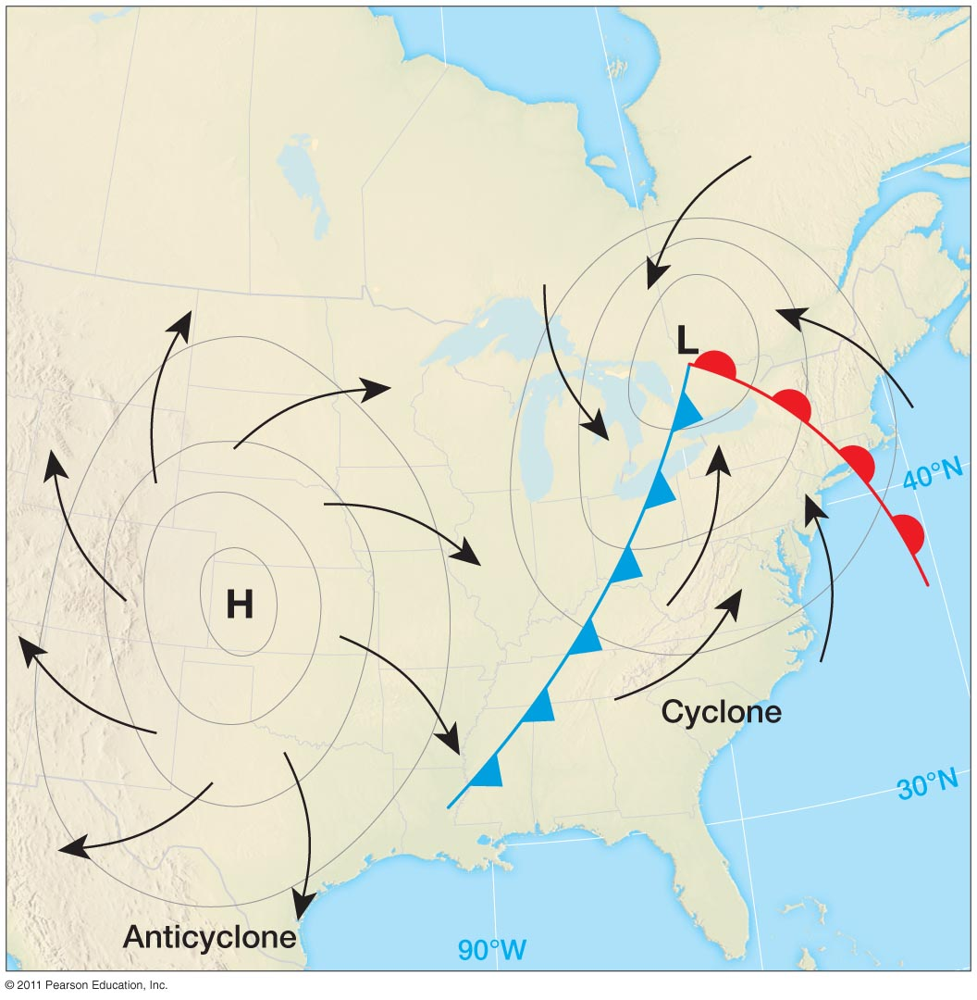 L
40°N
H
Cyclone
30°N
Anticyclone
90°W
© 2011 Pearson Education, Inc.